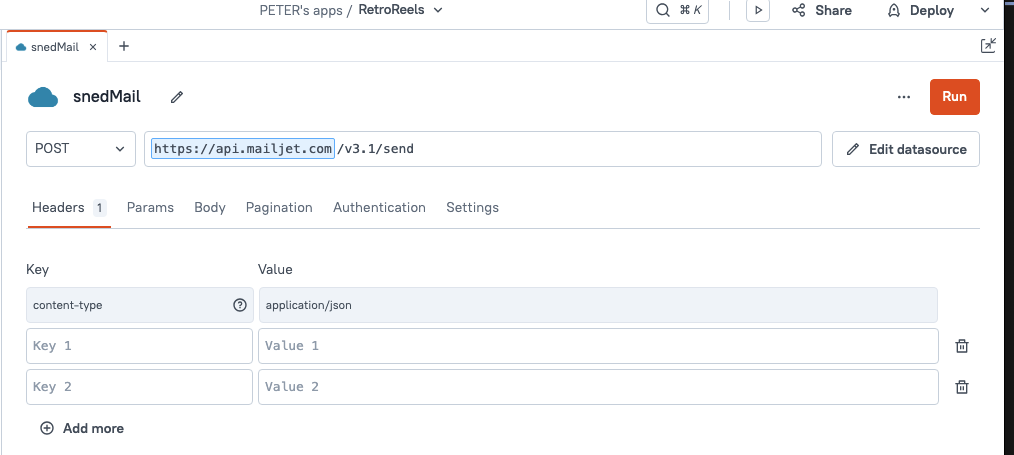 PETER's apps / RetroReels
⌘ K
Share
Deploy
snedMail
snedMail
Run
POST
https://api.mailjet.com/v3.1/send
Edit datasource
Headers 1 Params Body Pagination Authentication Settings
Key Value
content-type application/json
Key 1 Value 1
Key 2 Value 2
Add more